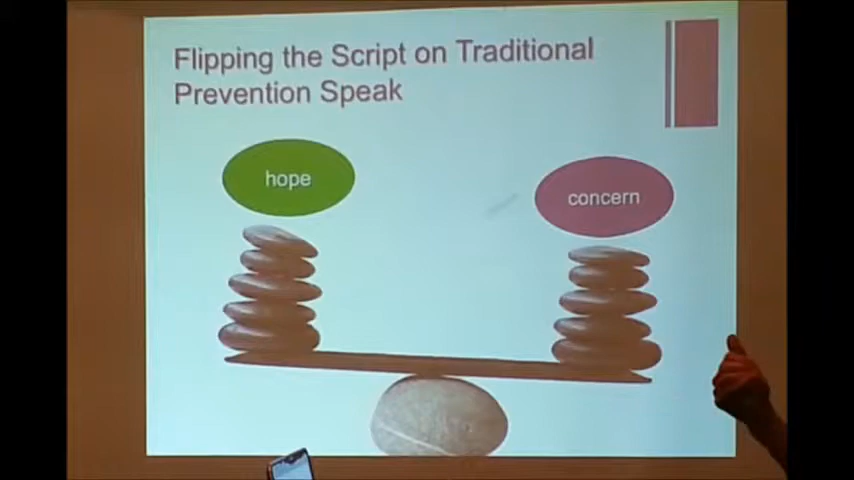 Flipping the Script on Traditional
Prevention Speak
hope
concern